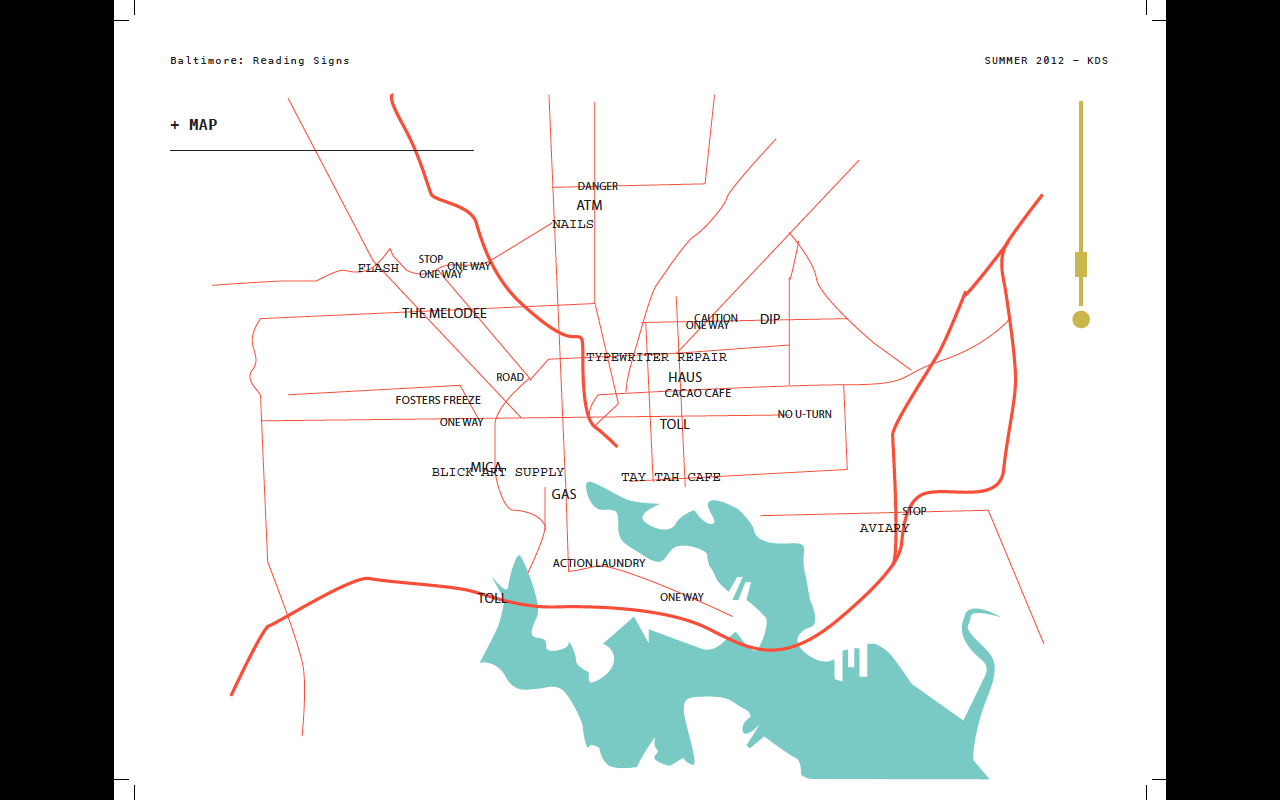 Baltimore: Reading Signs
SUMMER 2012 – KDS
+ MAP
DANGER
ATM
NAILS
STOP
ONE WAY
FLASH
ONE WAY
THE MELODEE
CAUTION
DIP
ONE WAY
TYPEWRITER REPAIR
ROAD
HAUS
CACAO CAFE
FOSTERS FREEZE
NO U-TURN
ONE WAY
TOLL
MICA
BLICK ART SUPPLY
TAY TAH CAFE
GAS
STOP
AVIARY
ACTION LAUNDRY
TOLL
ONE WAY